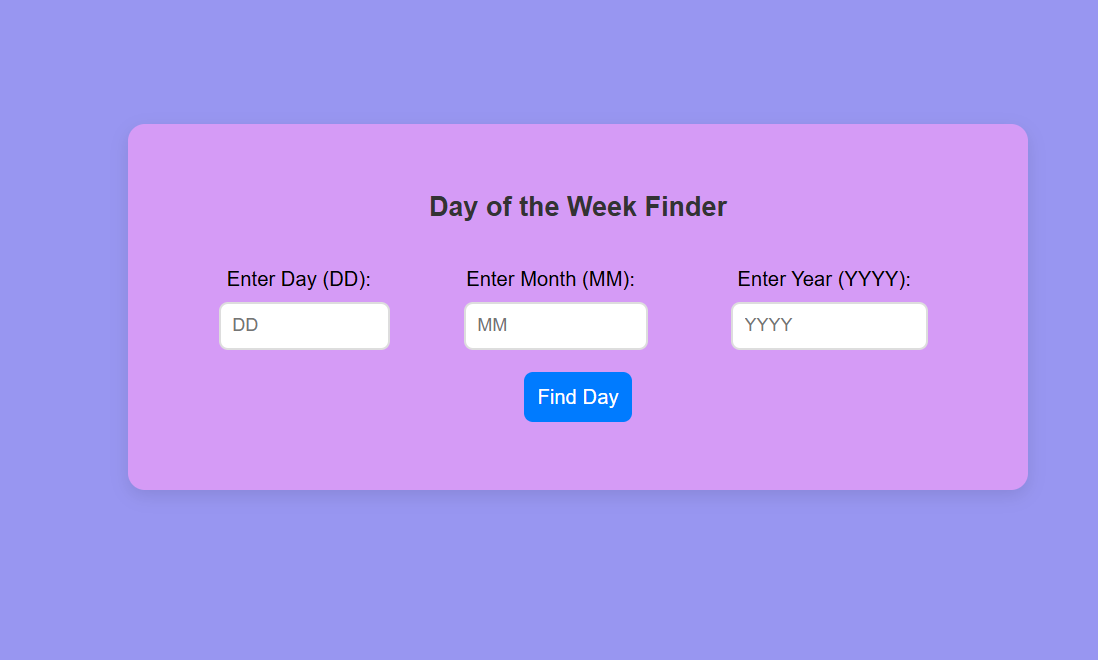 Day of the Week Finder
Enter Day (DD): Enter Month (MM): Enter Year (YYYY):
DD MM YYYY
Find Day